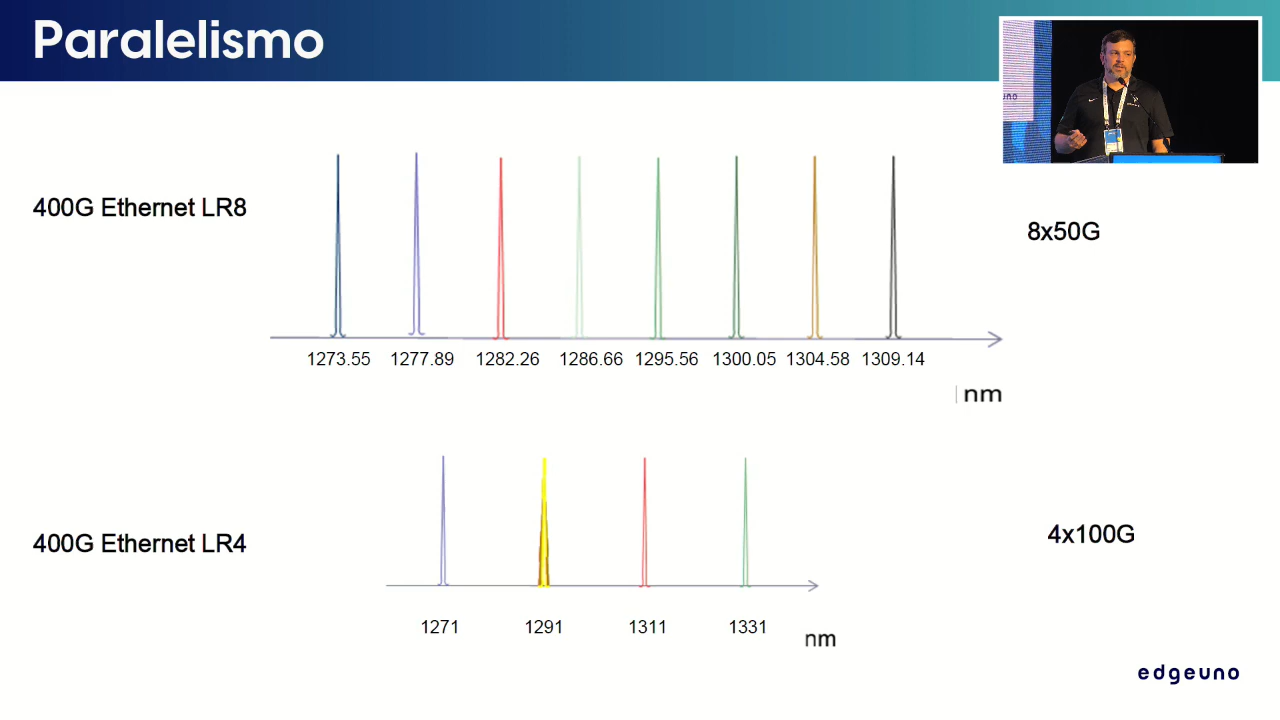 Paralelismo
uno
400G Ethernet LR8
8x50G
1273.55 1277.89 1282.26 1286.66 1295.56 1300.05 1304.58 1309.14
nm
400G Ethernet LR4
4x100G
1271 1291 1311 1331
nm
edgeuno